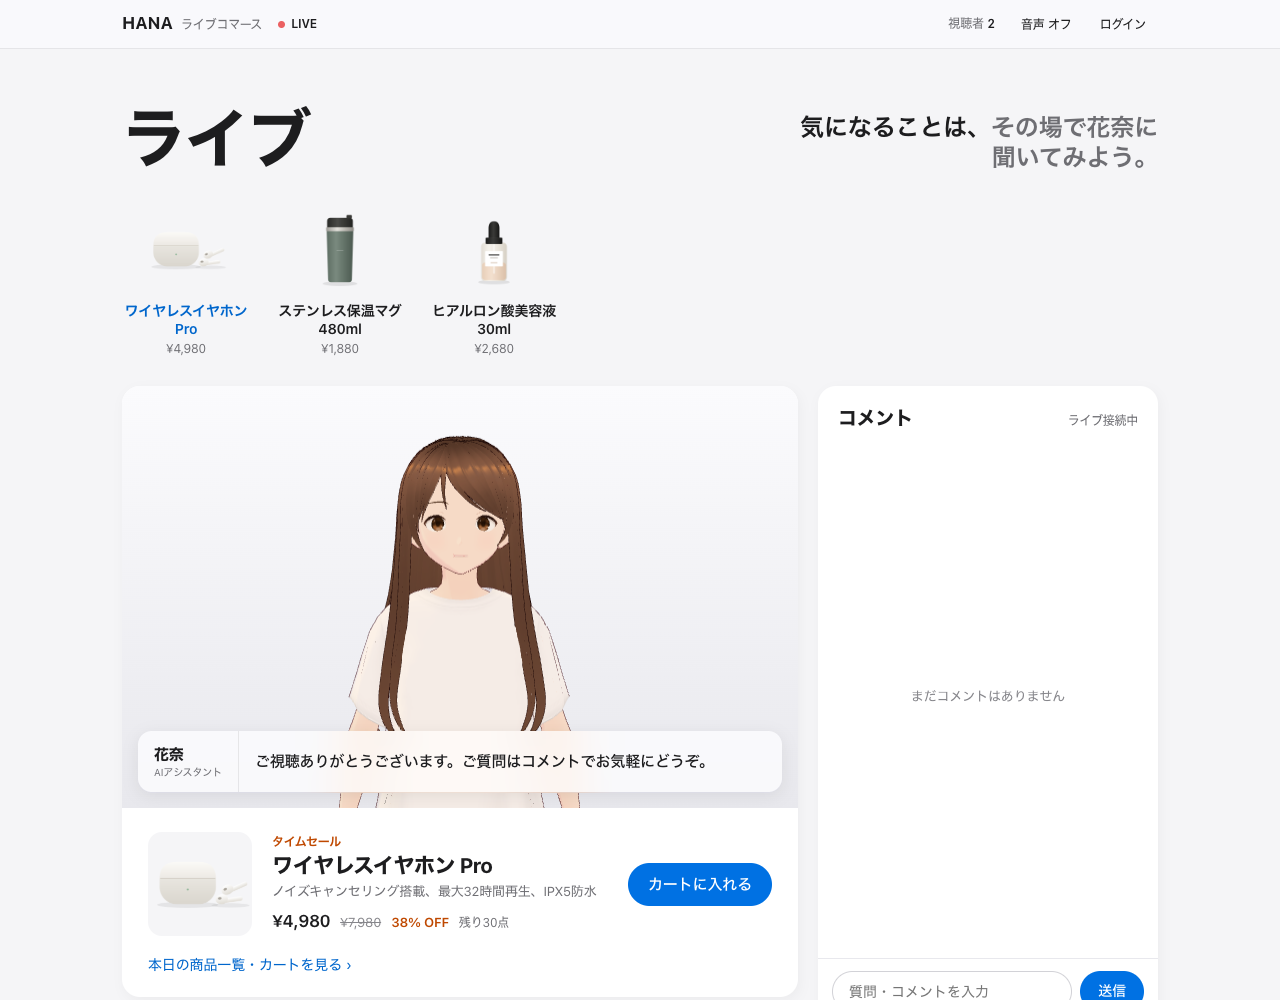 HANA ライブコマース LIVE 視聴者 2 音声 オフ ログイン
ライブ
気になることは、その場で花奈に
聞いてみよう。
ワイヤレスイヤホン
Pro
¥4,980
ステンレス保温マグ
480ml
¥1,880
ヒアルロン酸美容液
30ml
¥2,680
花奈
AIアシスタント
ご視聴ありがとうございます。ご質問はコメントでお気軽にどうぞ。
タイムセール
ワイヤレスイヤホン Pro
ノイズキャンセリング搭載、最大32時間再生、IPX5防水
¥4,980 ¥7,980 38% OFF 残り30点
カートに入れる
本日の商品一覧・カートを見る ›
コメント ライブ接続中
まだコメントはありません
質問・コメントを入力 送信